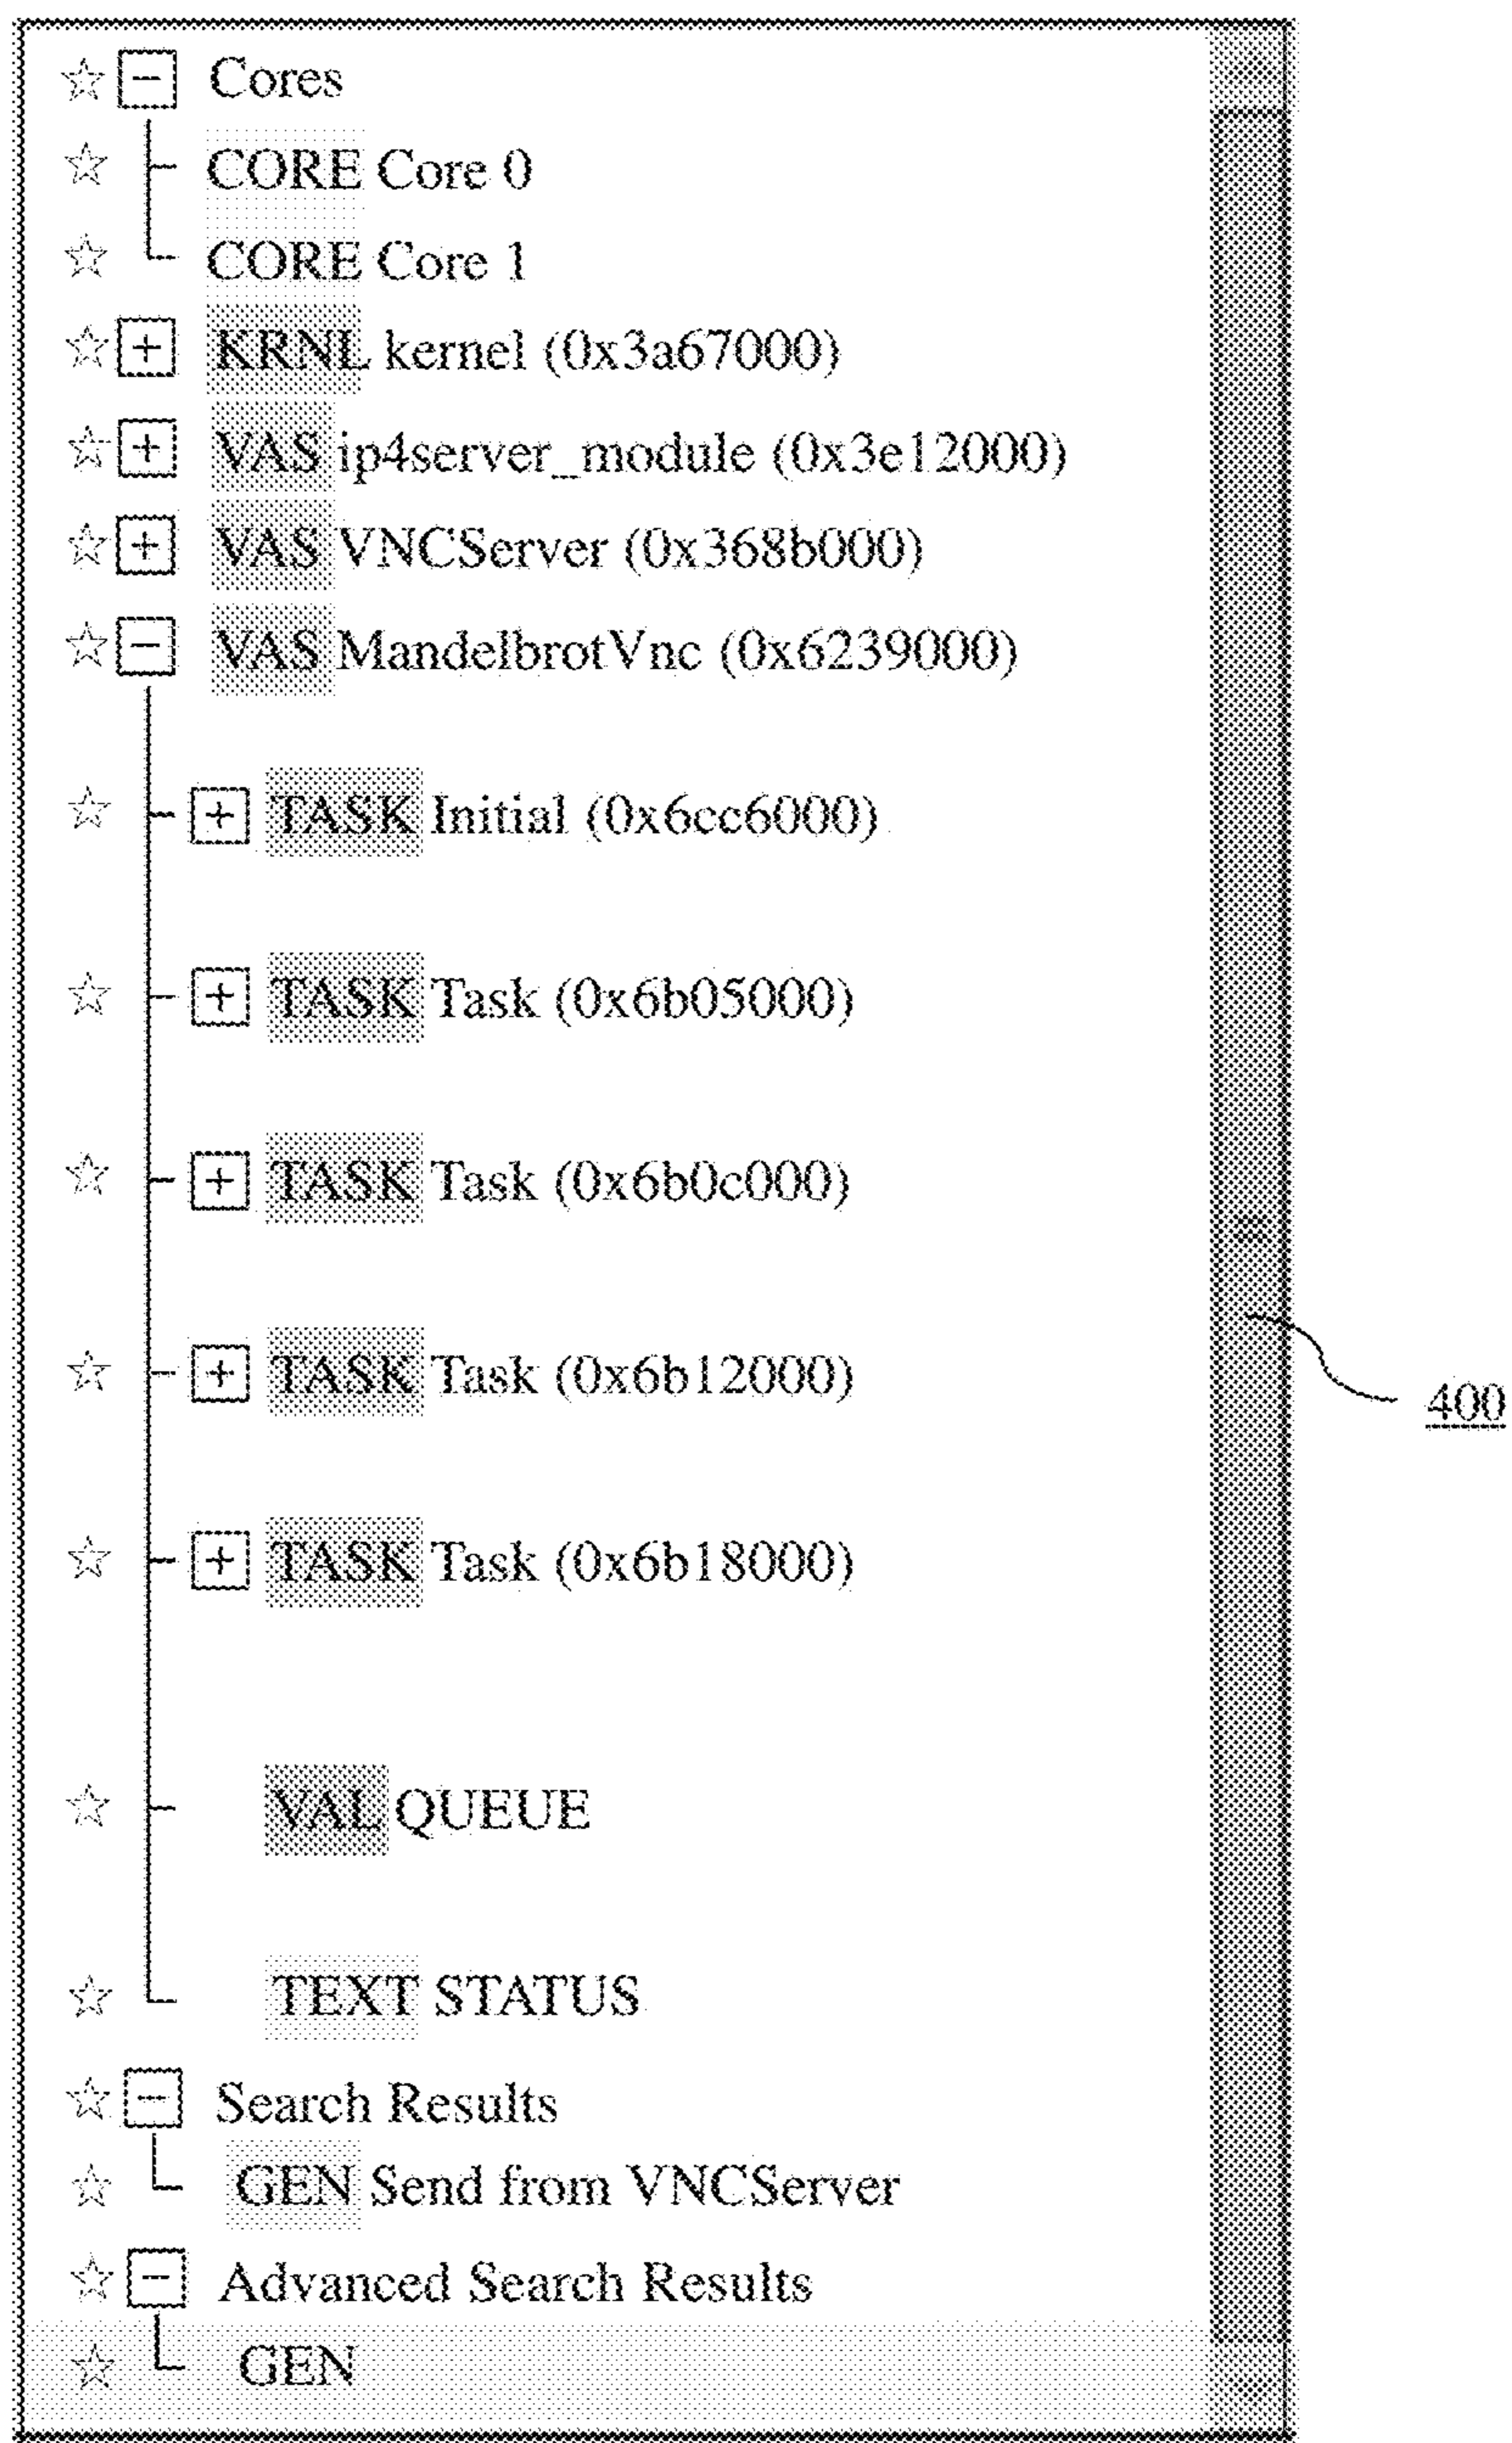 Cores
CORE Core 0
CORE Core 1
KRNL kernel (0x3a67000)
VAS ip4server_module (0x3e12000)
VAS VNCServer (0x368b000)
VAS MandelbrotVnc (0x6239000)
TASK Initial (0x6cc6000)
TASK Task (0x6b05000)
TASK Task (0x6b0c000)
TASK Task (0x6b12000)
400
TASK Task (0x6b18000)
VAL QUEUE
TEXT STATUS
Search Results
GEN Send from VNCServer
Advanced Search Results
GEN